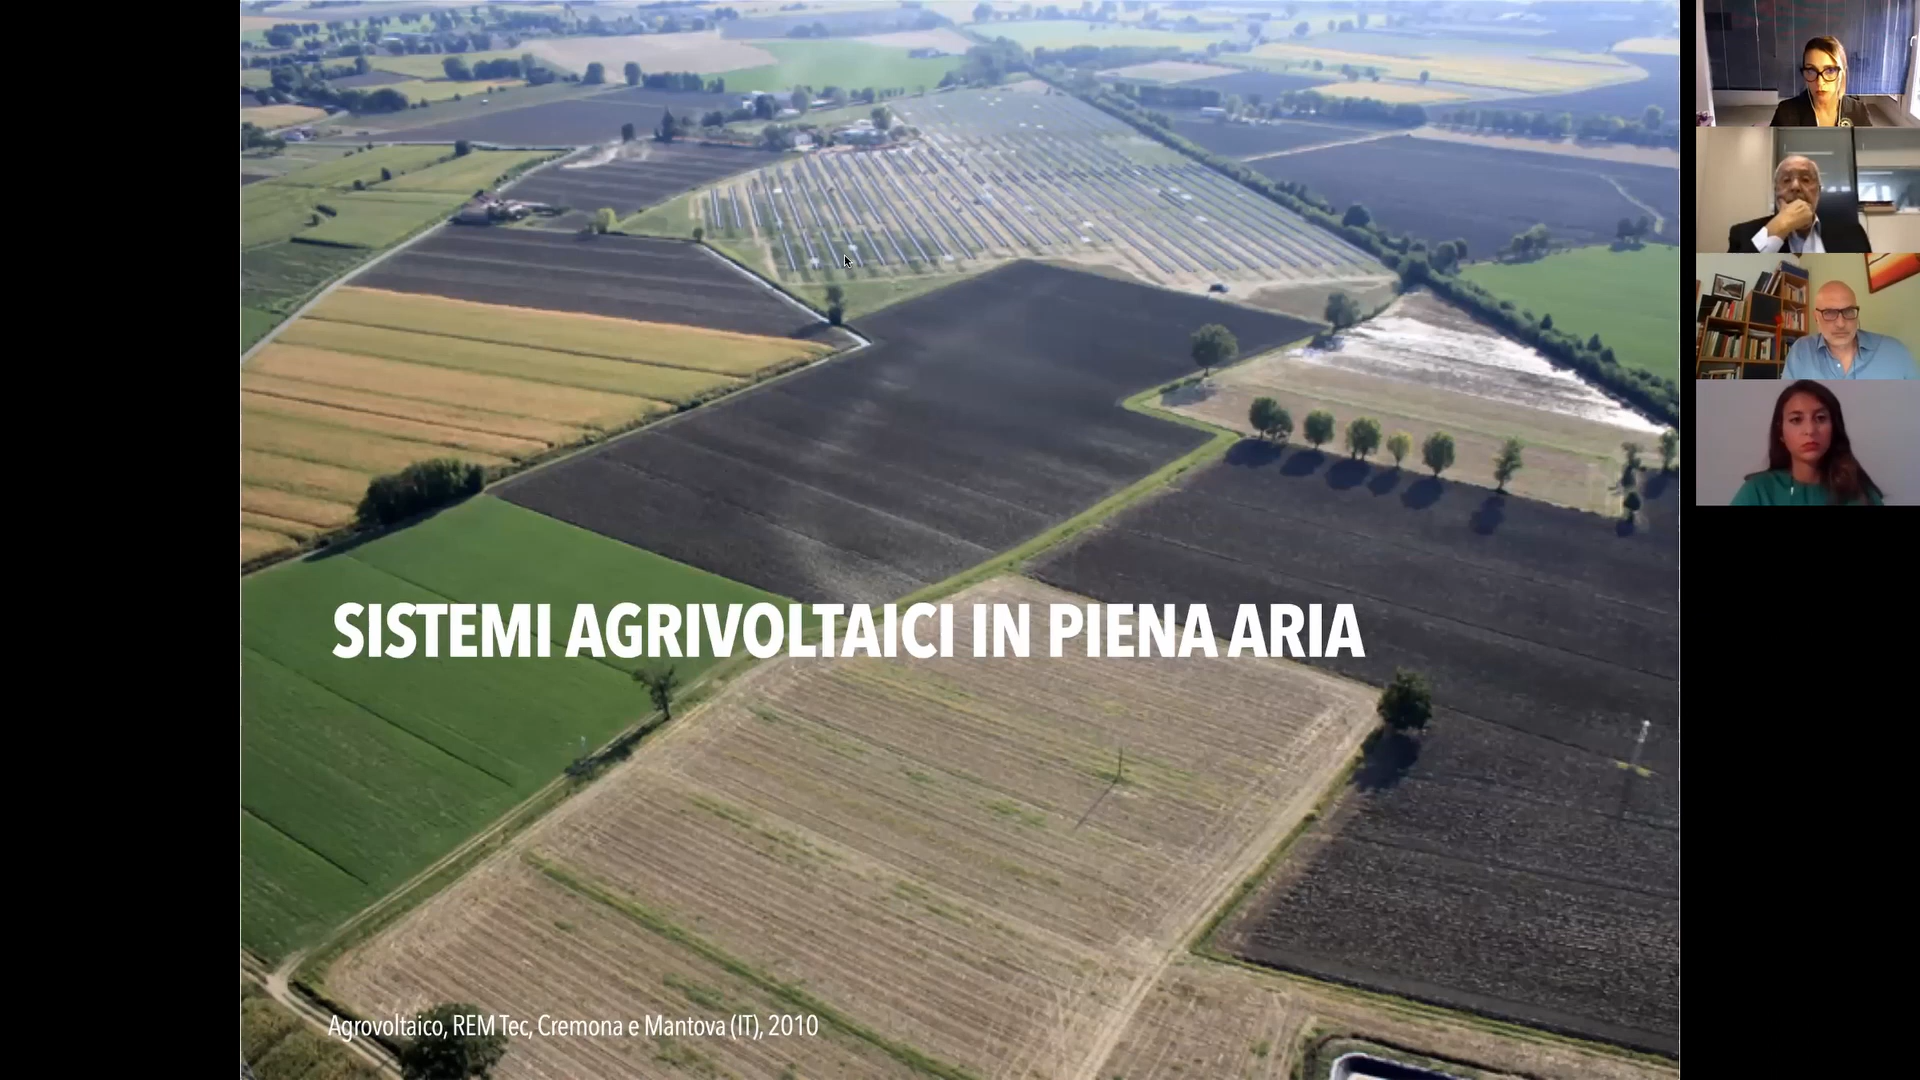 SISTEMI AGRIVOLTAICI IN PIENA ARIA
Agrovoltaico, REM Tec, Cremona e Mantova (IT), 2010